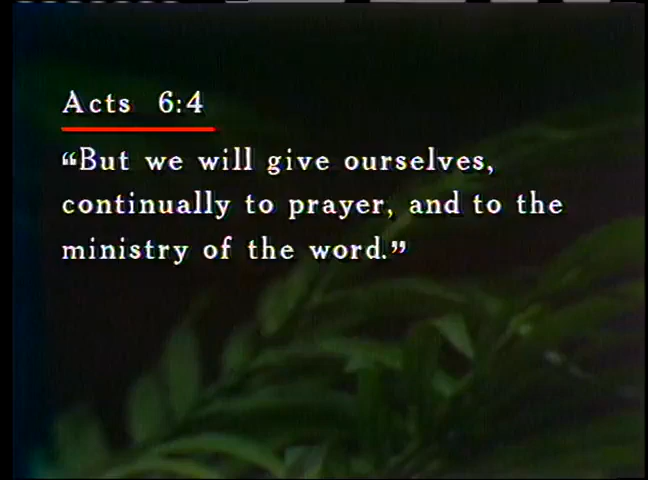 Acts 6:4
“But we will give ourselves,
continually to prayer, and to the
ministry of the word.”